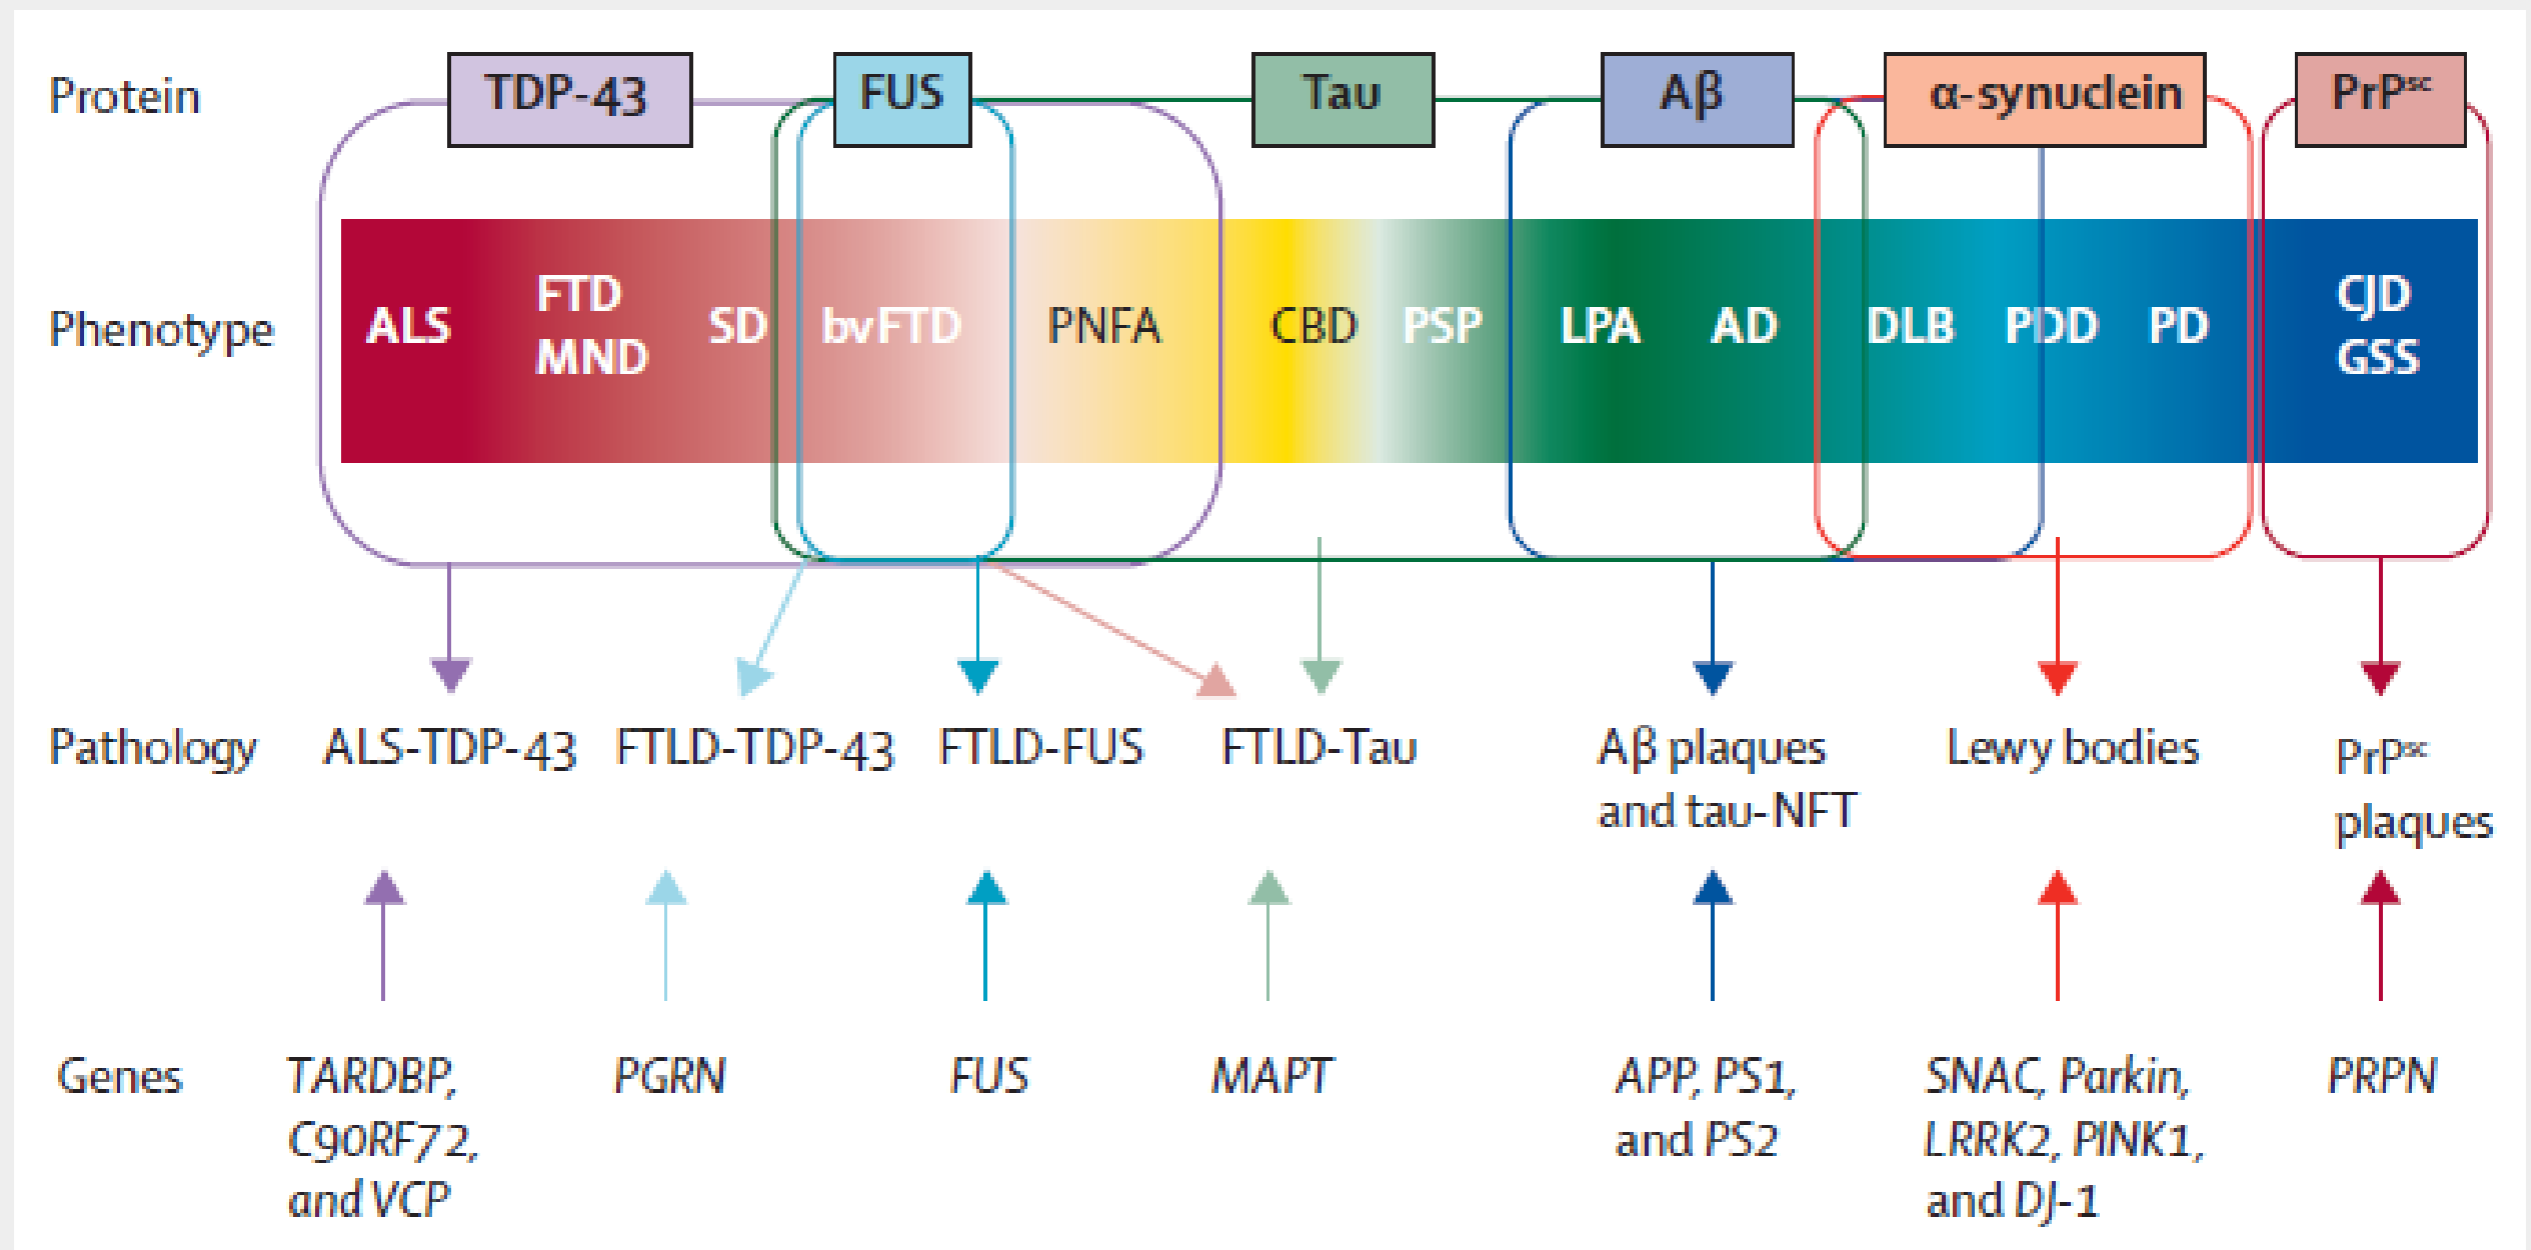 Protein TDP-43 FUS Tau Aβ α-synuclein PrPˢᶜ
Phenotype ALS FTD MND SD bvFTD PNFA CBD PSP LPA AD DLB PDD PD CJD GSS
Pathology ALS-TDP-43 FTLD-TDP-43 FTLD-FUS FTLD-Tau Aβ plaques Lewy bodies PrPˢᶜ
and tau-NFT plaques
Genes TARDBP, PGRN FUS MAPT APP, PS1, SNAC, Parkin, PRPN
C9ORF72, and PS2 LRRK2, PINK1,
and VCP and DJ-1